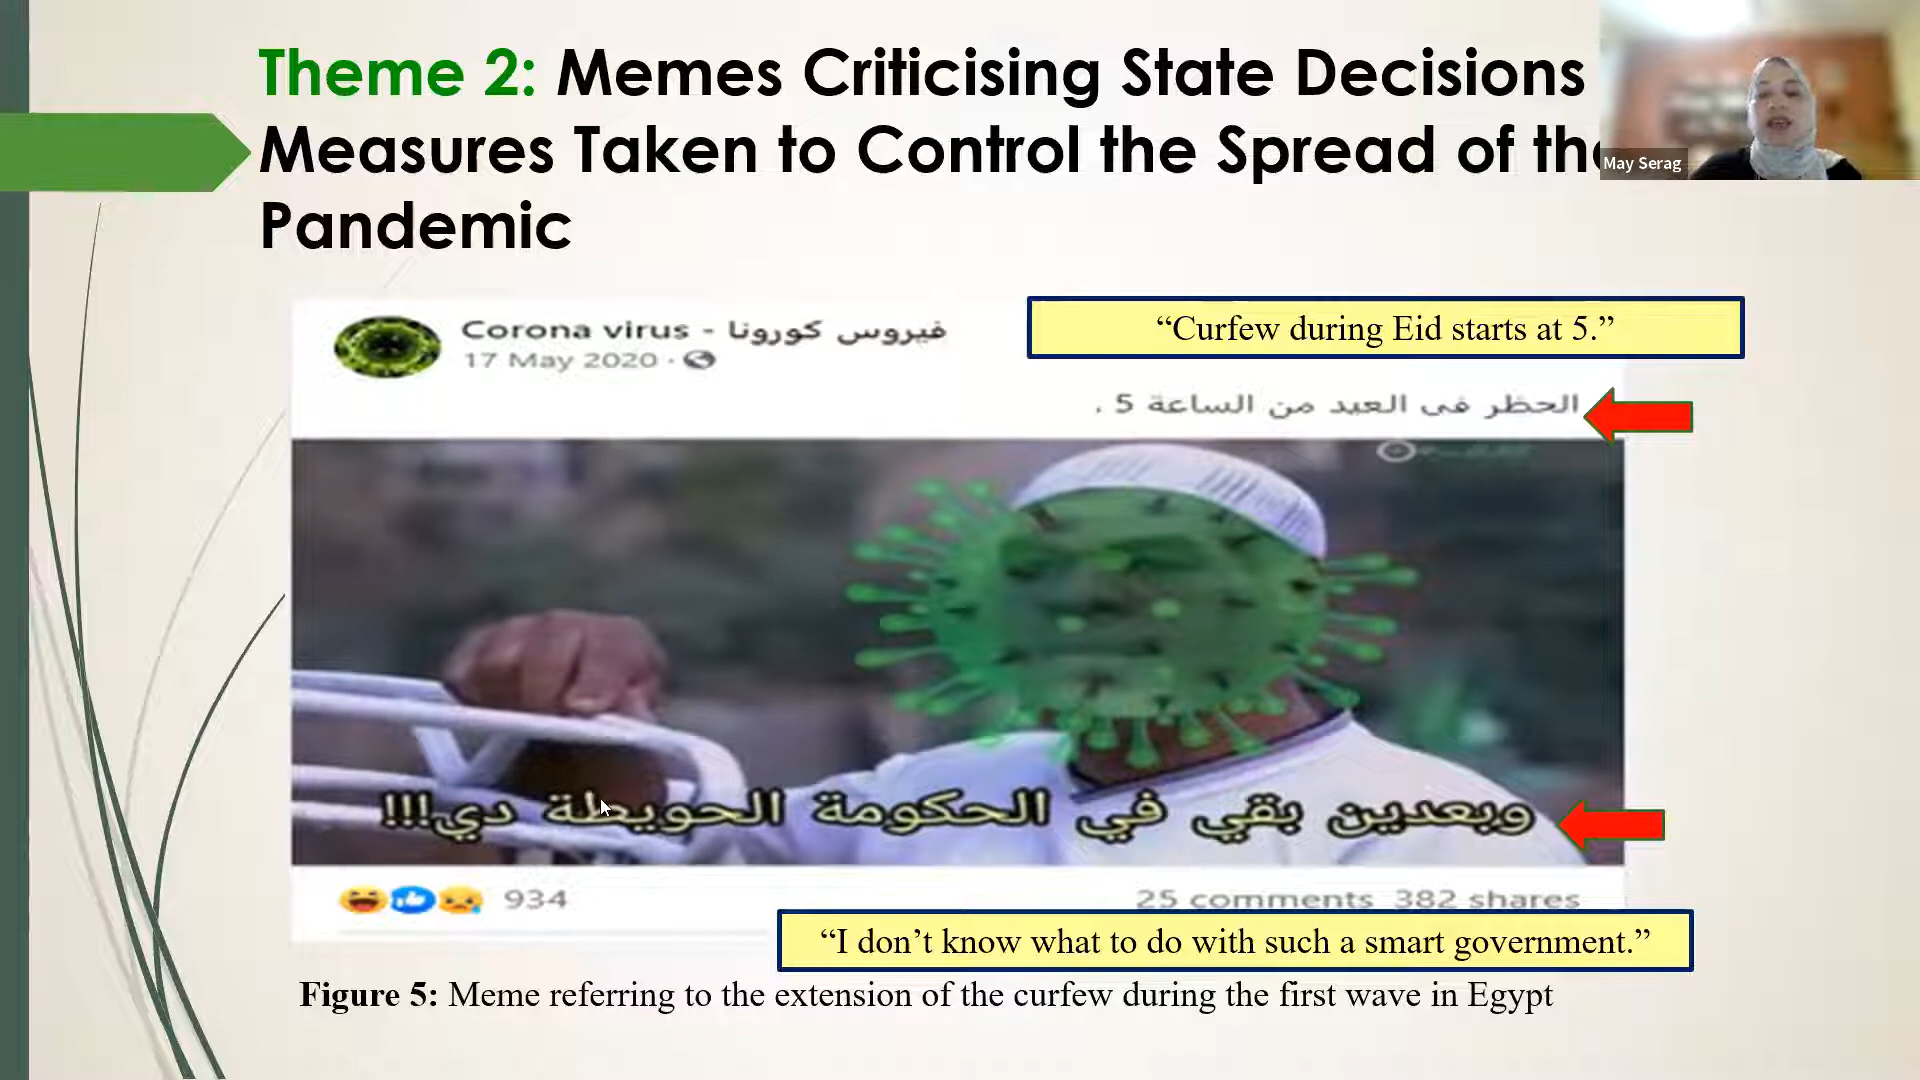 Theme 2: Memes Criticising State Decisions
Measures Taken to Control the Spread of the
Pandemic
May Serag
Corona virus - فيروس كورونا
17 May 2020 ·
“Curfew during Eid starts at 5.”
الحظر فى العيد من الساعة 5 .
وبعدين بقي في الحكومة الحويطة دي!!!
934
25 comments 382 shares
“I don’t know what to do with such a smart government.”
Figure 5: Meme referring to the extension of the curfew during the first wave in Egypt